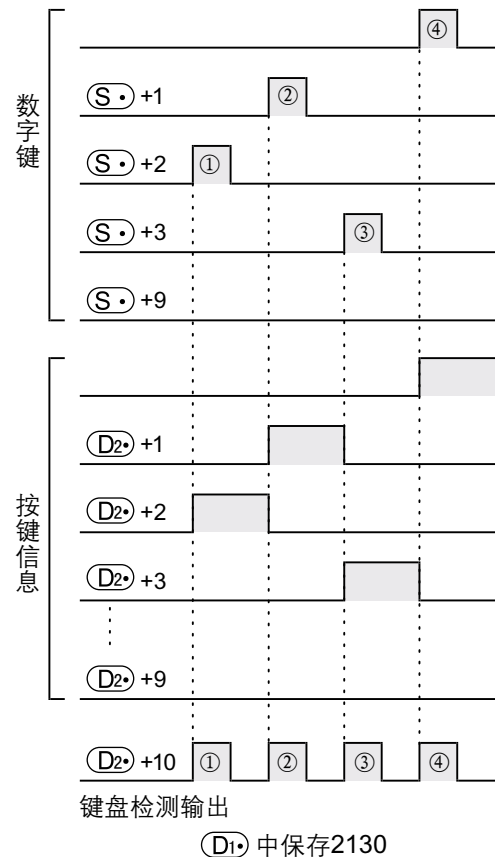 ④
数字键
S· +1 ②
S· +2 ①
S· +3 ③
S· +9
按键信息
D2· +1
D2· +2
D2· +3
D2· +9
D2· +10 ① ② ③ ④
键盘检测输出
D1· 中保存2130